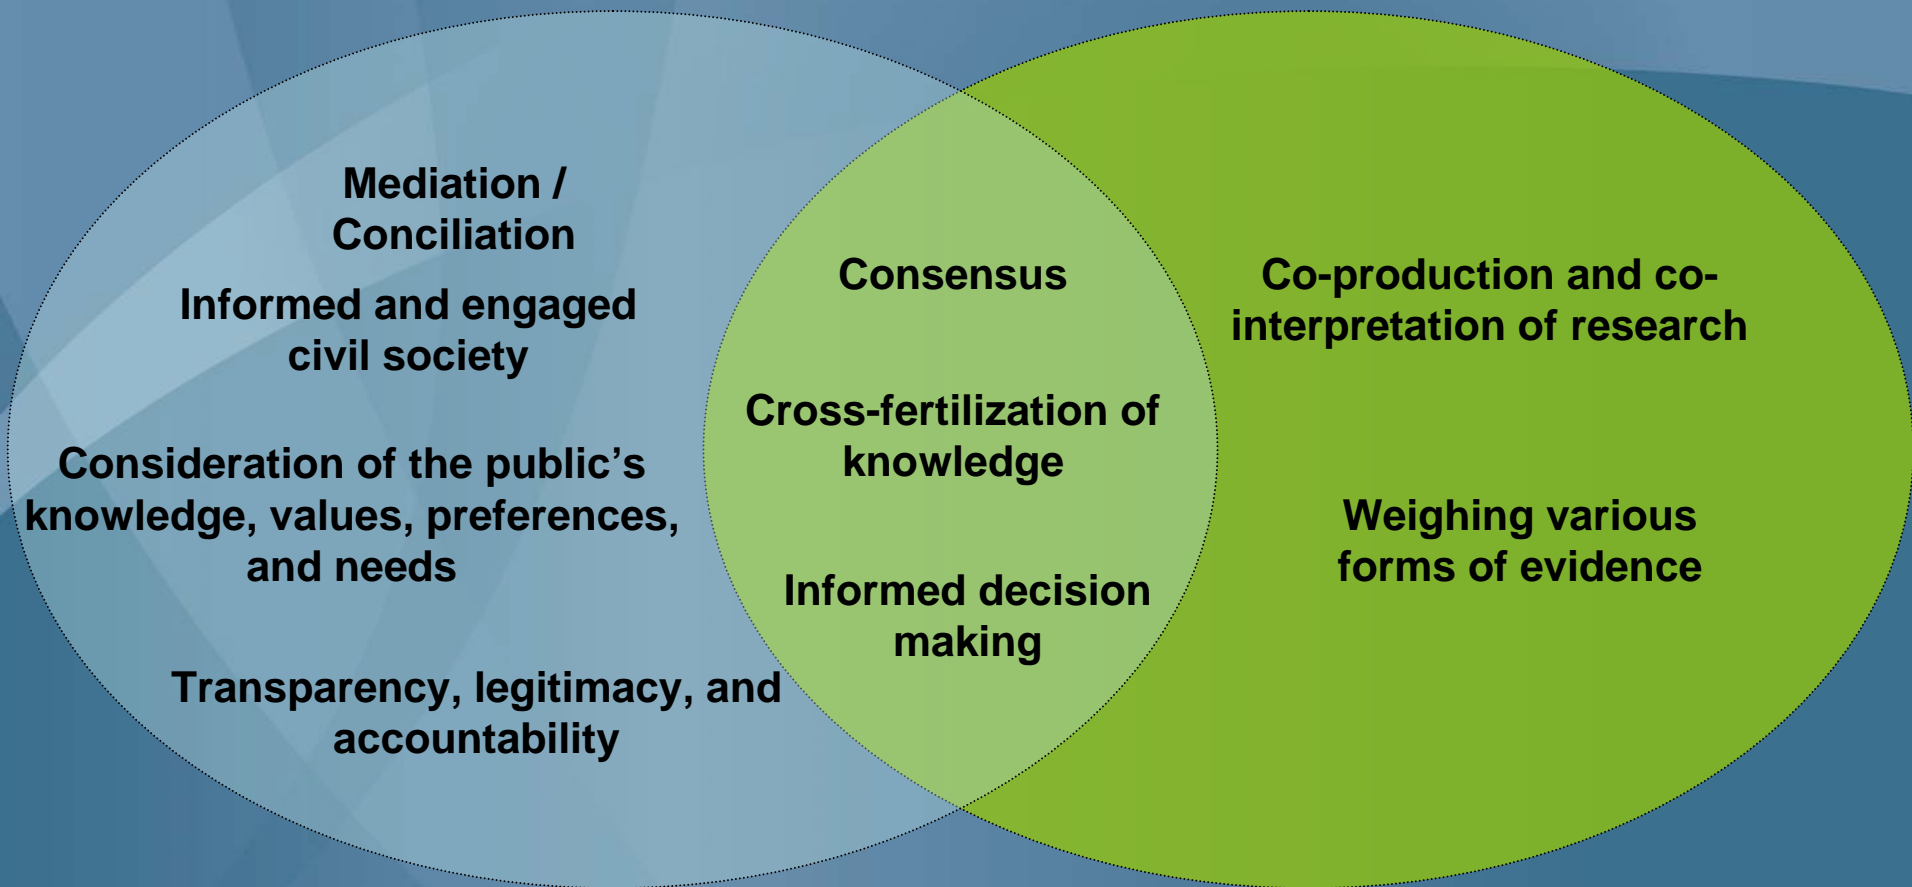 Mediation /
Conciliation
Informed and engaged
civil society
Consideration of the public’s
knowledge, values, preferences,
and needs
Transparency, legitimacy, and
accountability
Consensus
Cross-fertilization of
knowledge
Informed decision
making
Co-production and co-
interpretation of research
Weighing various
forms of evidence